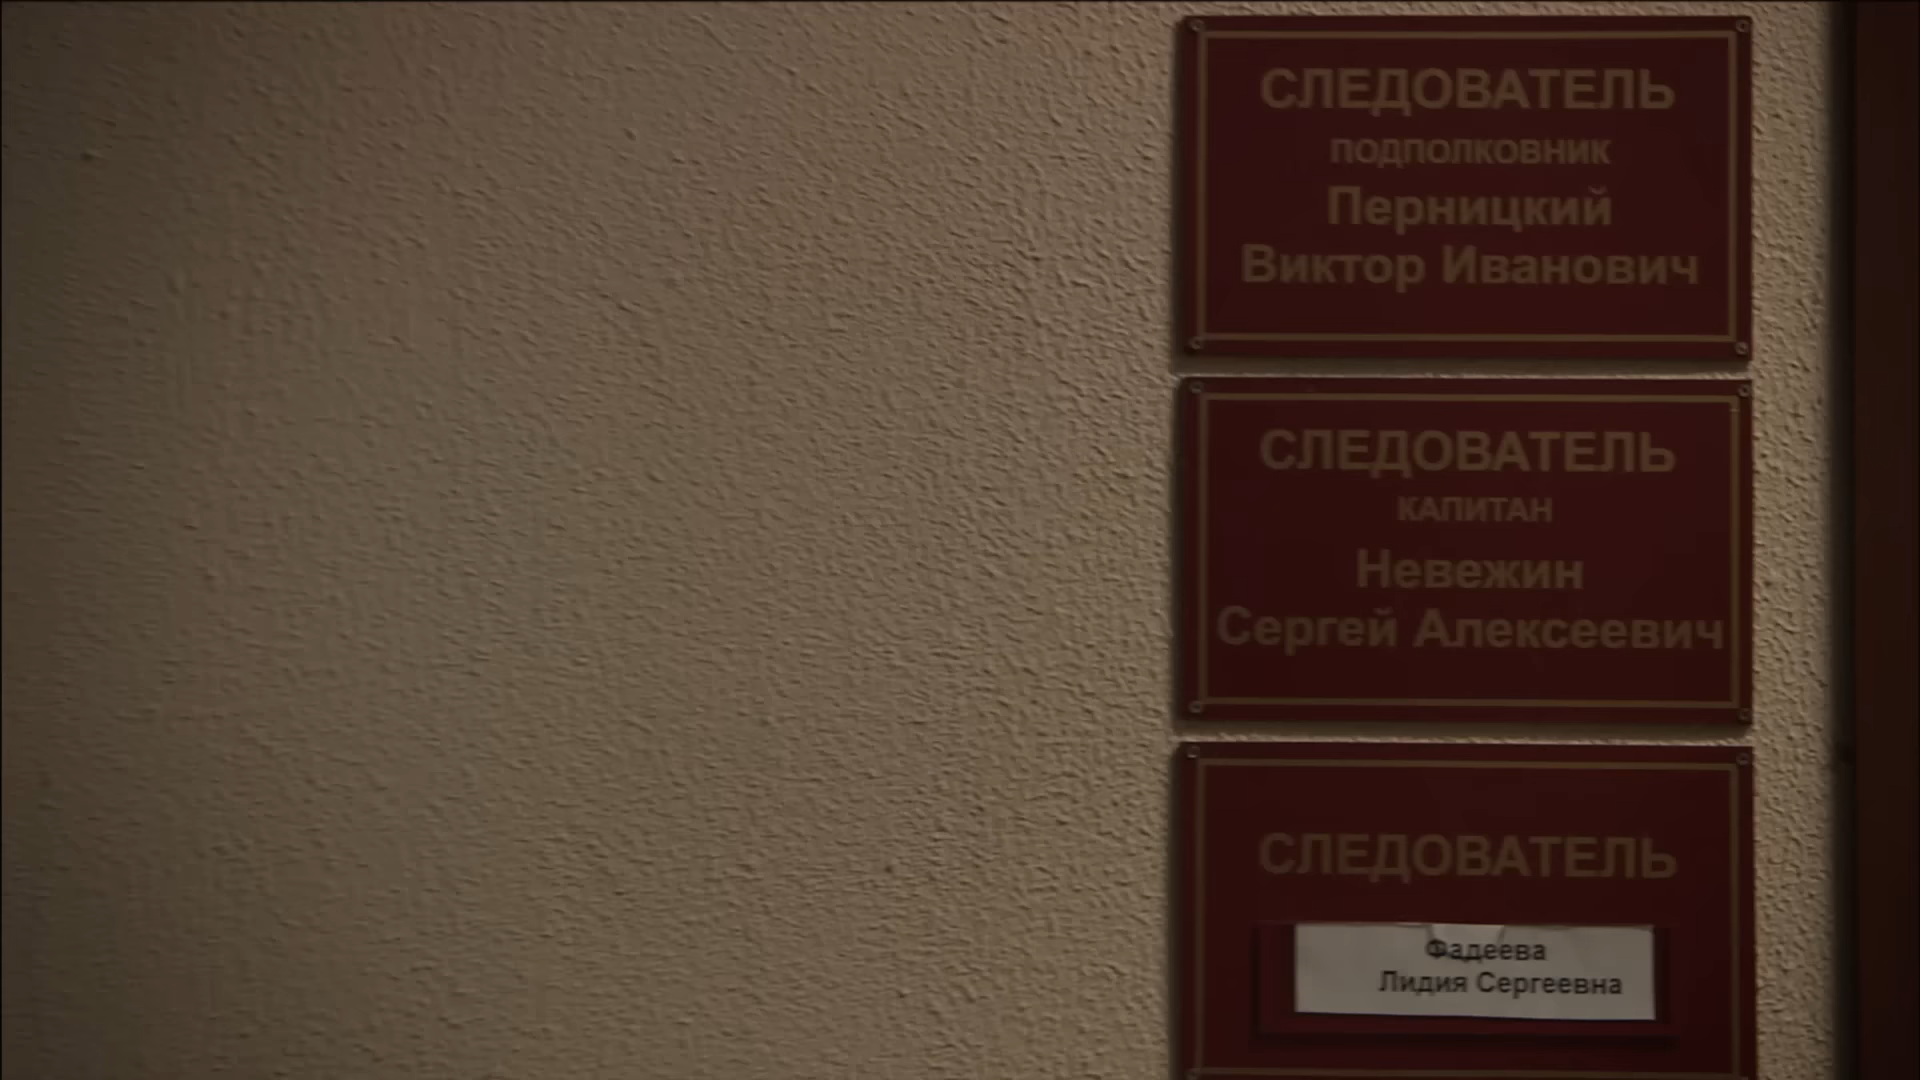 СЛЕДОВАТЕЛЬ
ПОДПОЛКОВНИК
Перницкий
Виктор Иванович
СЛЕДОВАТЕЛЬ
КАПИТАН
Невежин
Сергей Алексеевич
СЛЕДОВАТЕЛЬ
Фадеева
Лидия Сергеевна